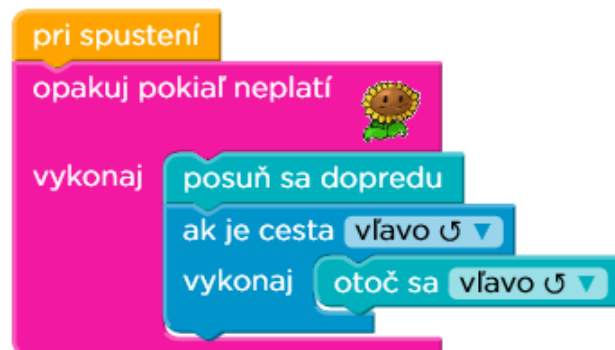 pri spustení
opakuj pokiaľ neplatí
vykonaj posuň sa dopredu
ak je cesta vľavo ↺ ▼
vykonaj otoč sa vľavo ↺ ▼